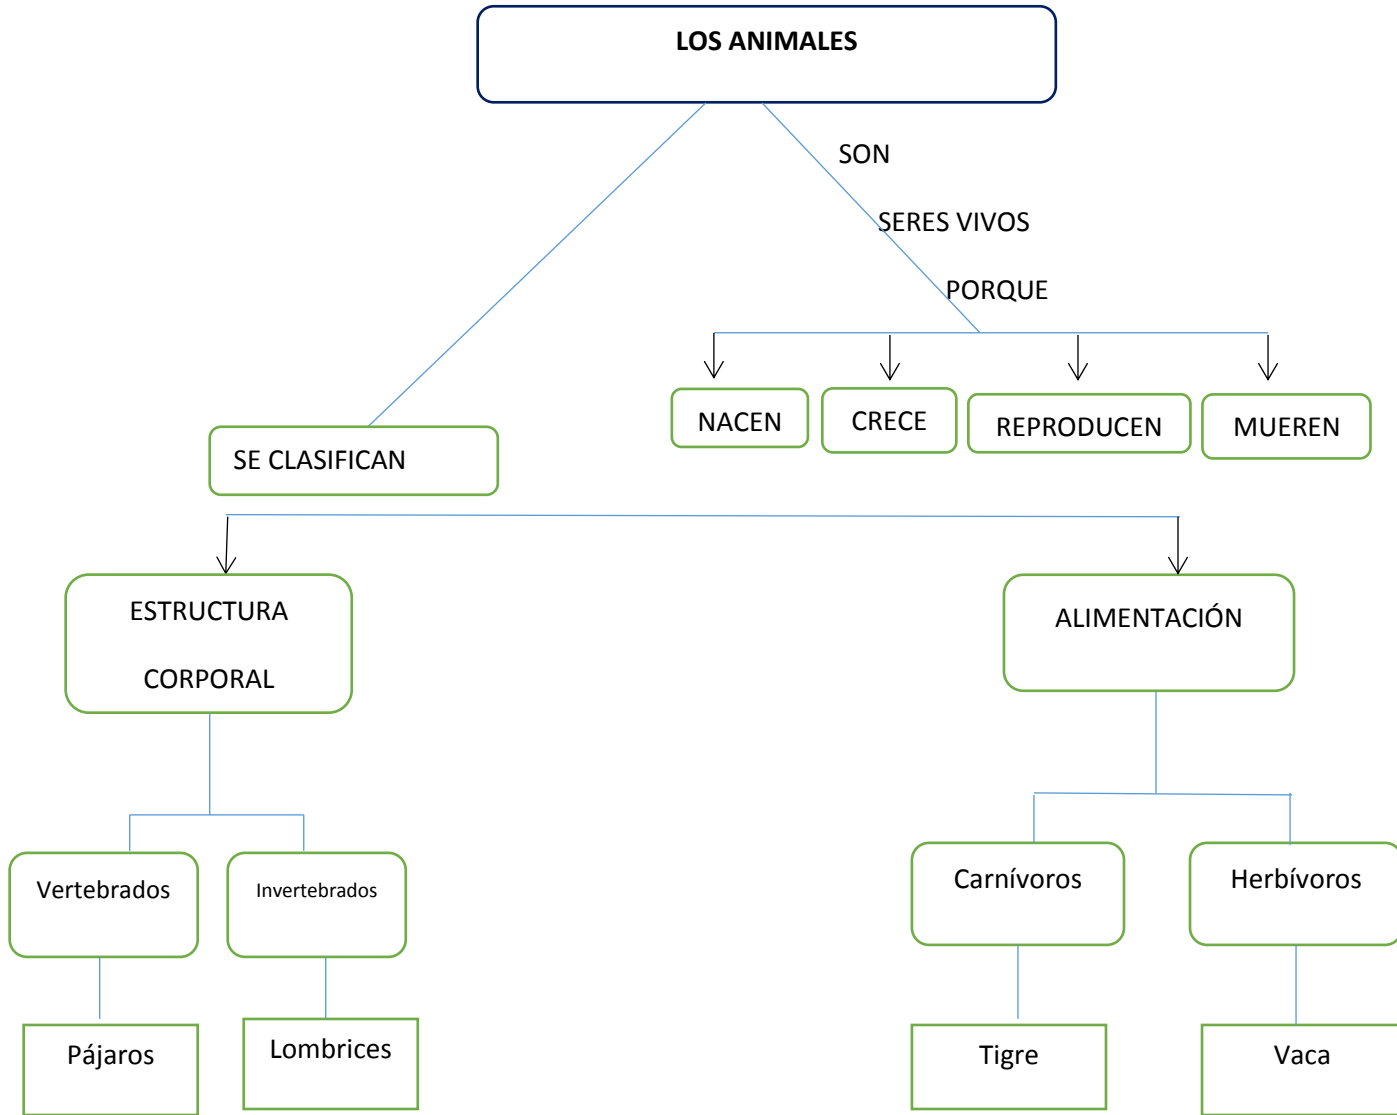 LOS ANIMALES
SON
SERES VIVOS
PORQUE
NACEN
CRECE
REPRODUCEN
MUEREN
SE CLASIFICAN
ESTRUCTURA
CORPORAL
ALIMENTACIÓN
Vertebrados
Invertebrados
Carnívoros
Herbívoros
Pájaros
Lombrices
Tigre
Vaca